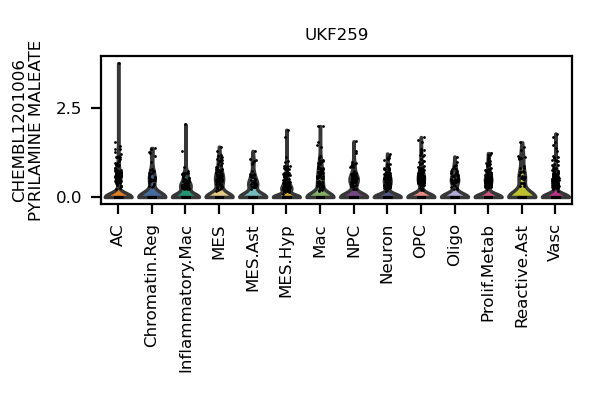 UKF259
CHEMBL1201006
PYRILAMINE MALEATE
2.5
0.0
AC
Chromatin.Reg
Inflammatory.Mac
MES
MES.Ast
MES.Hyp
Mac
NPC
Neuron
OPC
Oligo
Prolif.Metab
Reactive.Ast
Vasc